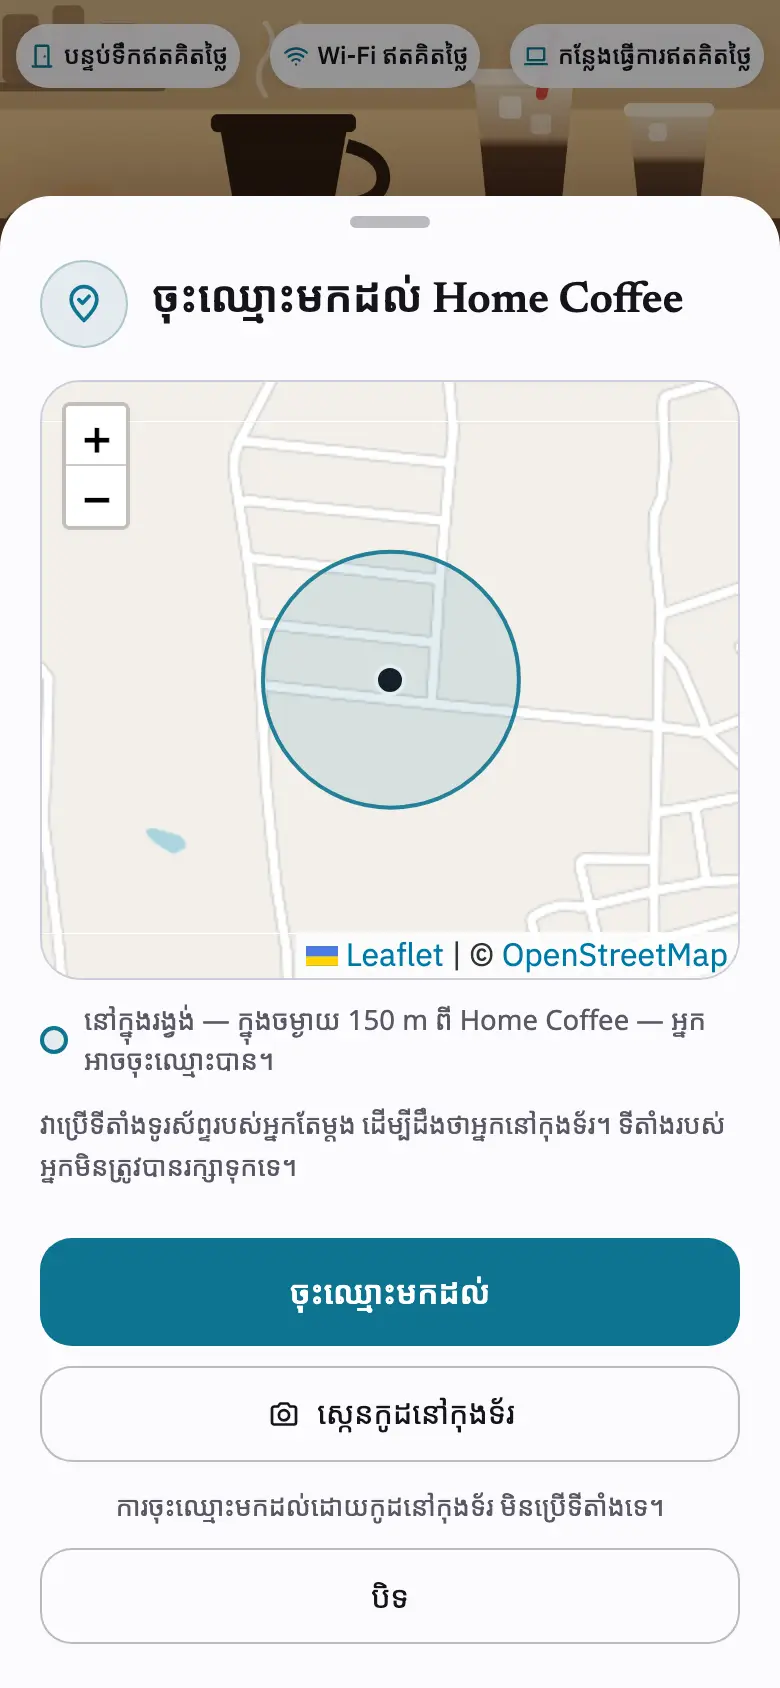 បន្ទប់ទឹកឥតគិតថ្លៃ
Wi-Fi ឥតគិតថ្លៃ
កន្លែងធ្វើការឥតគិតថ្លៃ
ចុះឈ្មោះមកដល់ Home Coffee
+
−
Leaflet | © OpenStreetMap
នៅក្នុងរង្វង់ — ក្នុងចម្ងាយ 150 m ពី Home Coffee — អ្នក
អាចចុះឈ្មោះបាន។
វាប្រើទីតាំងទូរស័ព្ទរបស់អ្នកតែម្តង ដើម្បីដឹងថាអ្នកនៅកុងទ័រ។ ទីតាំងរបស់
អ្នកមិនត្រូវបានរក្សាទុកទេ។
ចុះឈ្មោះមកដល់
ស្កេនកូដនៅកុងទ័រ
ការចុះឈ្មោះមកដល់ដោយកូដនៅកុងទ័រ មិនប្រើទីតាំងទេ។
បិទ